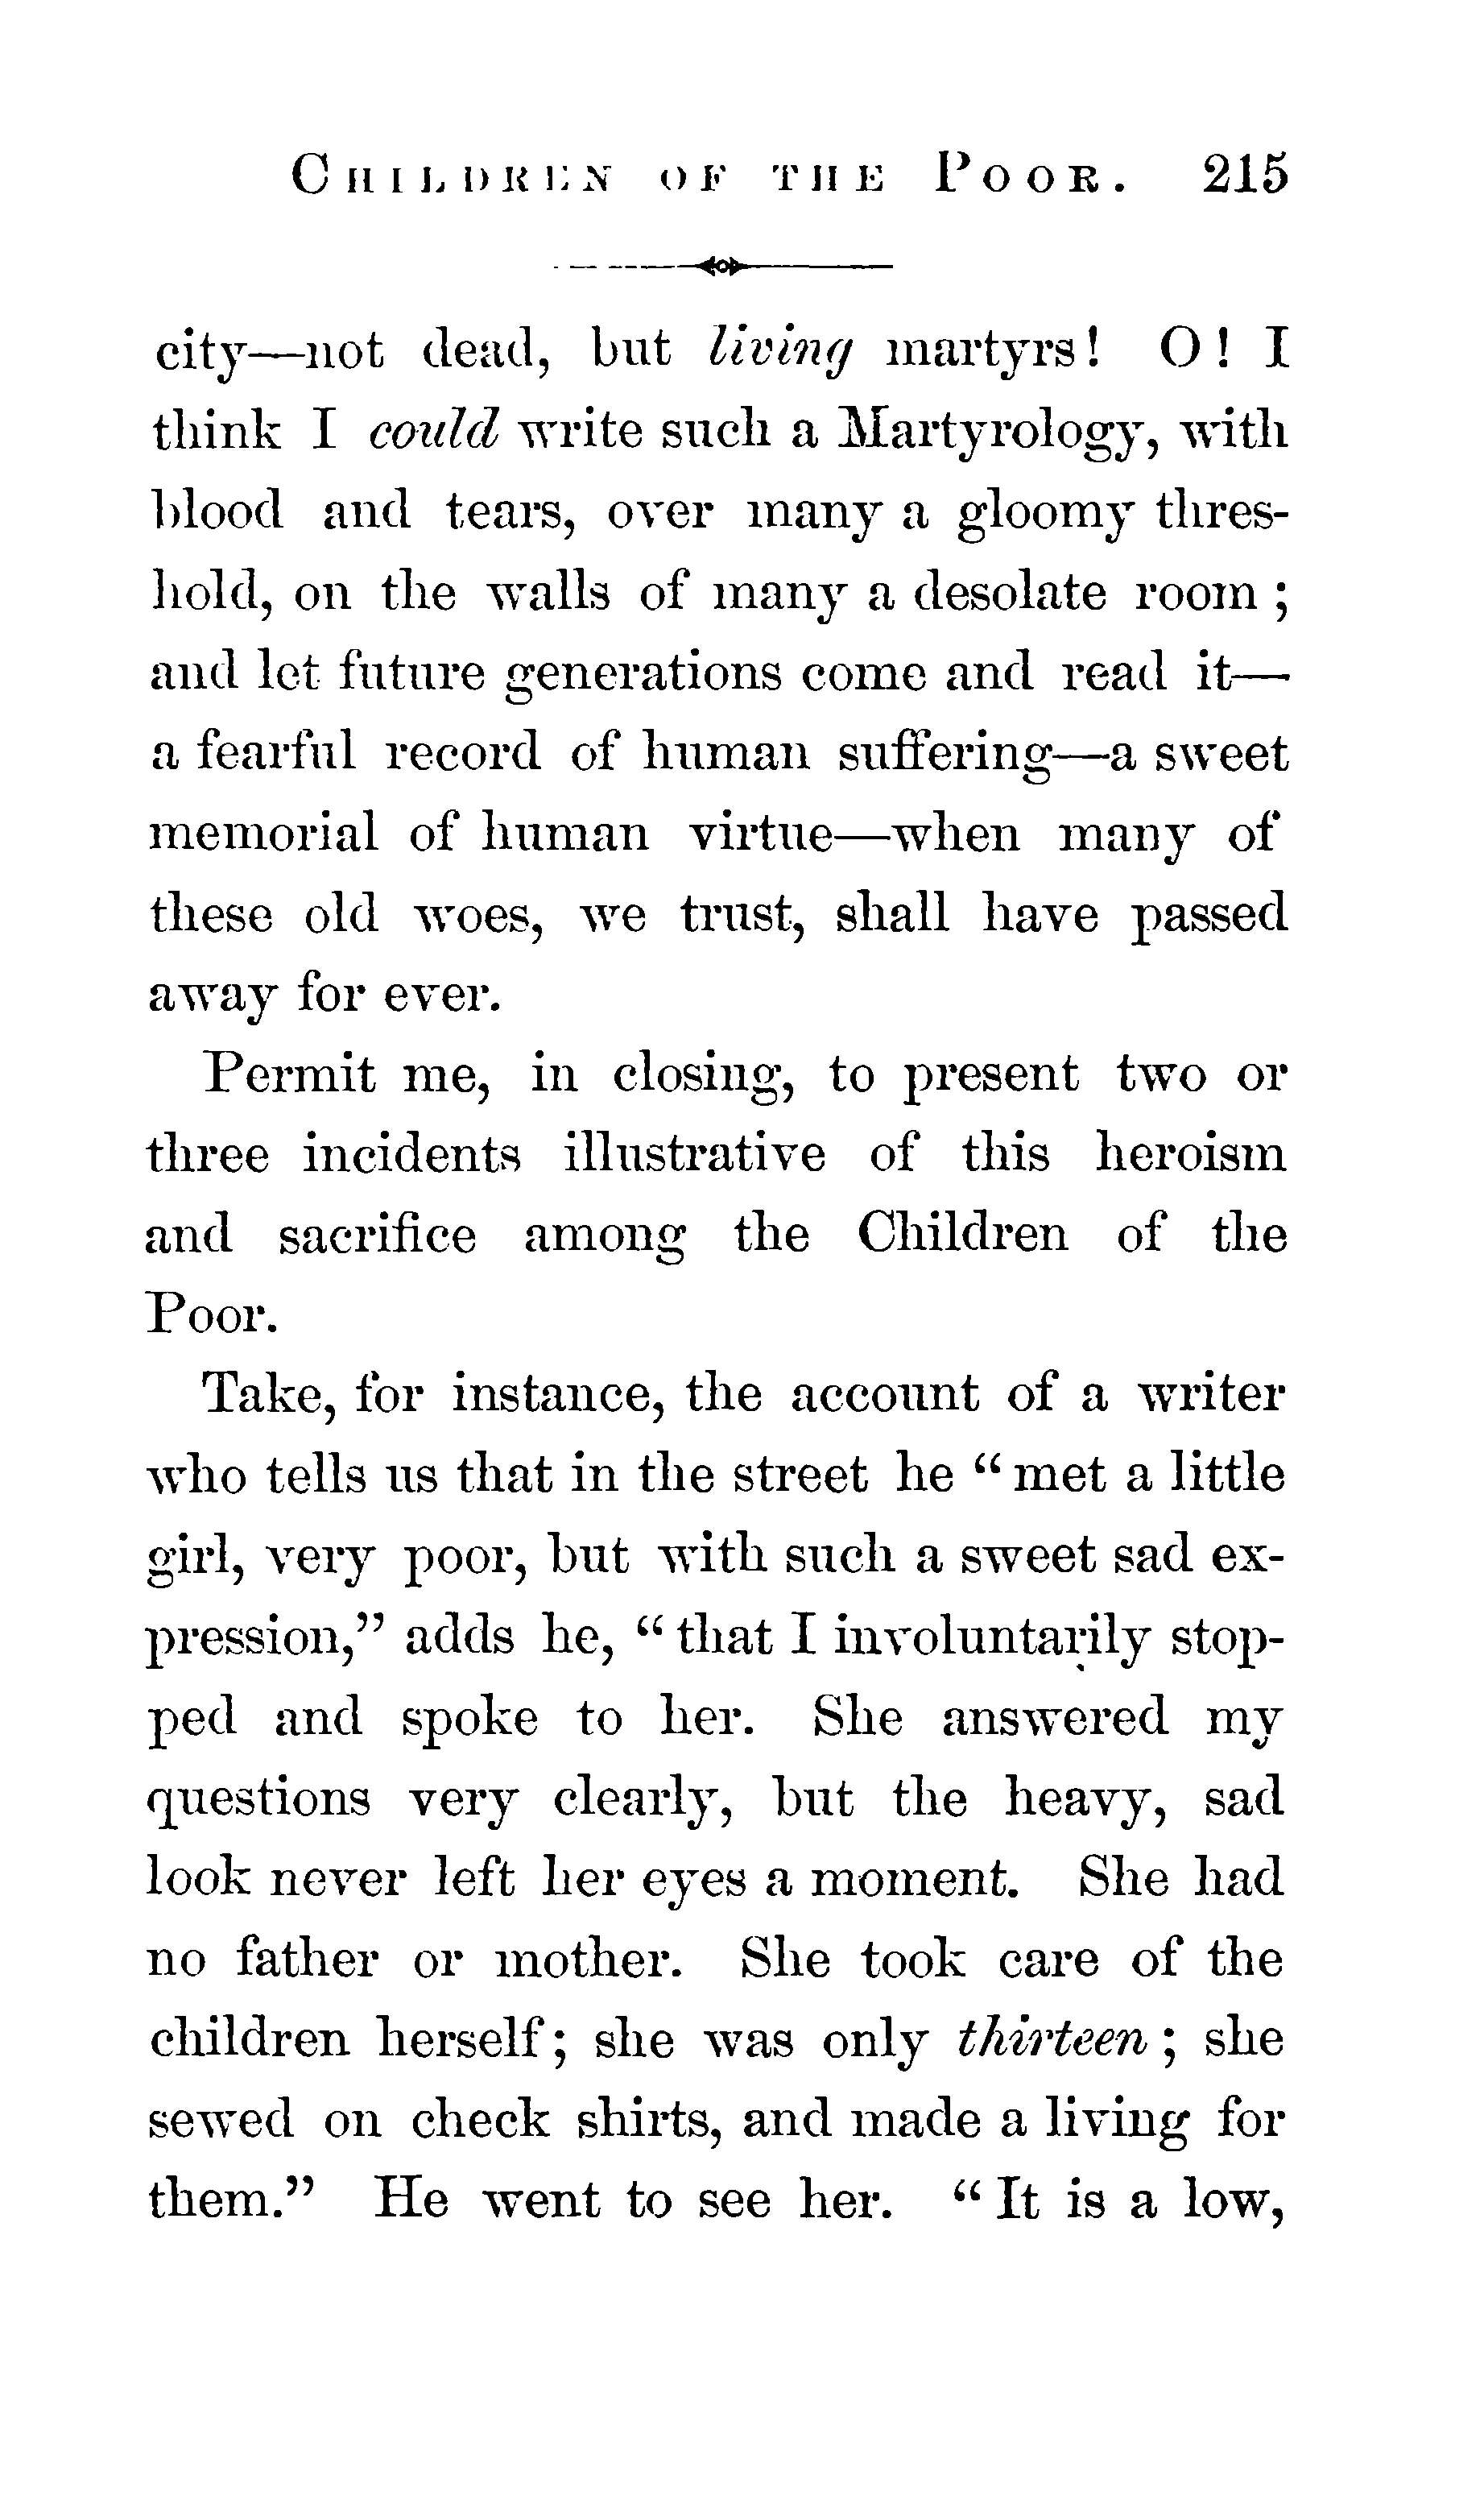 Children of the Poor. 215
city—not dead, but living martyrs! O! I
think I could write such a Martyrology, with
blood and tears, over many a gloomy thres-
hold, on the walls of many a desolate room;
and let future generations come and read it—
a fearful record of human suffering—a sweet
memorial of human virtue—when many of
these old woes, we trust, shall have passed
away for ever.
Permit me, in closing, to present two or
three incidents illustrative of this heroism
and sacrifice among the Children of the
Poor.
Take, for instance, the account of a writer
who tells us that in the street he "met a little
girl, very poor, but with such a sweet sad ex-
pression," adds he, "that I involuntarily stop-
ped and spoke to her. She answered my
questions very clearly, but the heavy, sad
look never left her eyes a moment. She had
no father or mother. She took care of the
children herself; she was only thirteen; she
sewed on check shirts, and made a living for
them." He went to see her. "It is a low,